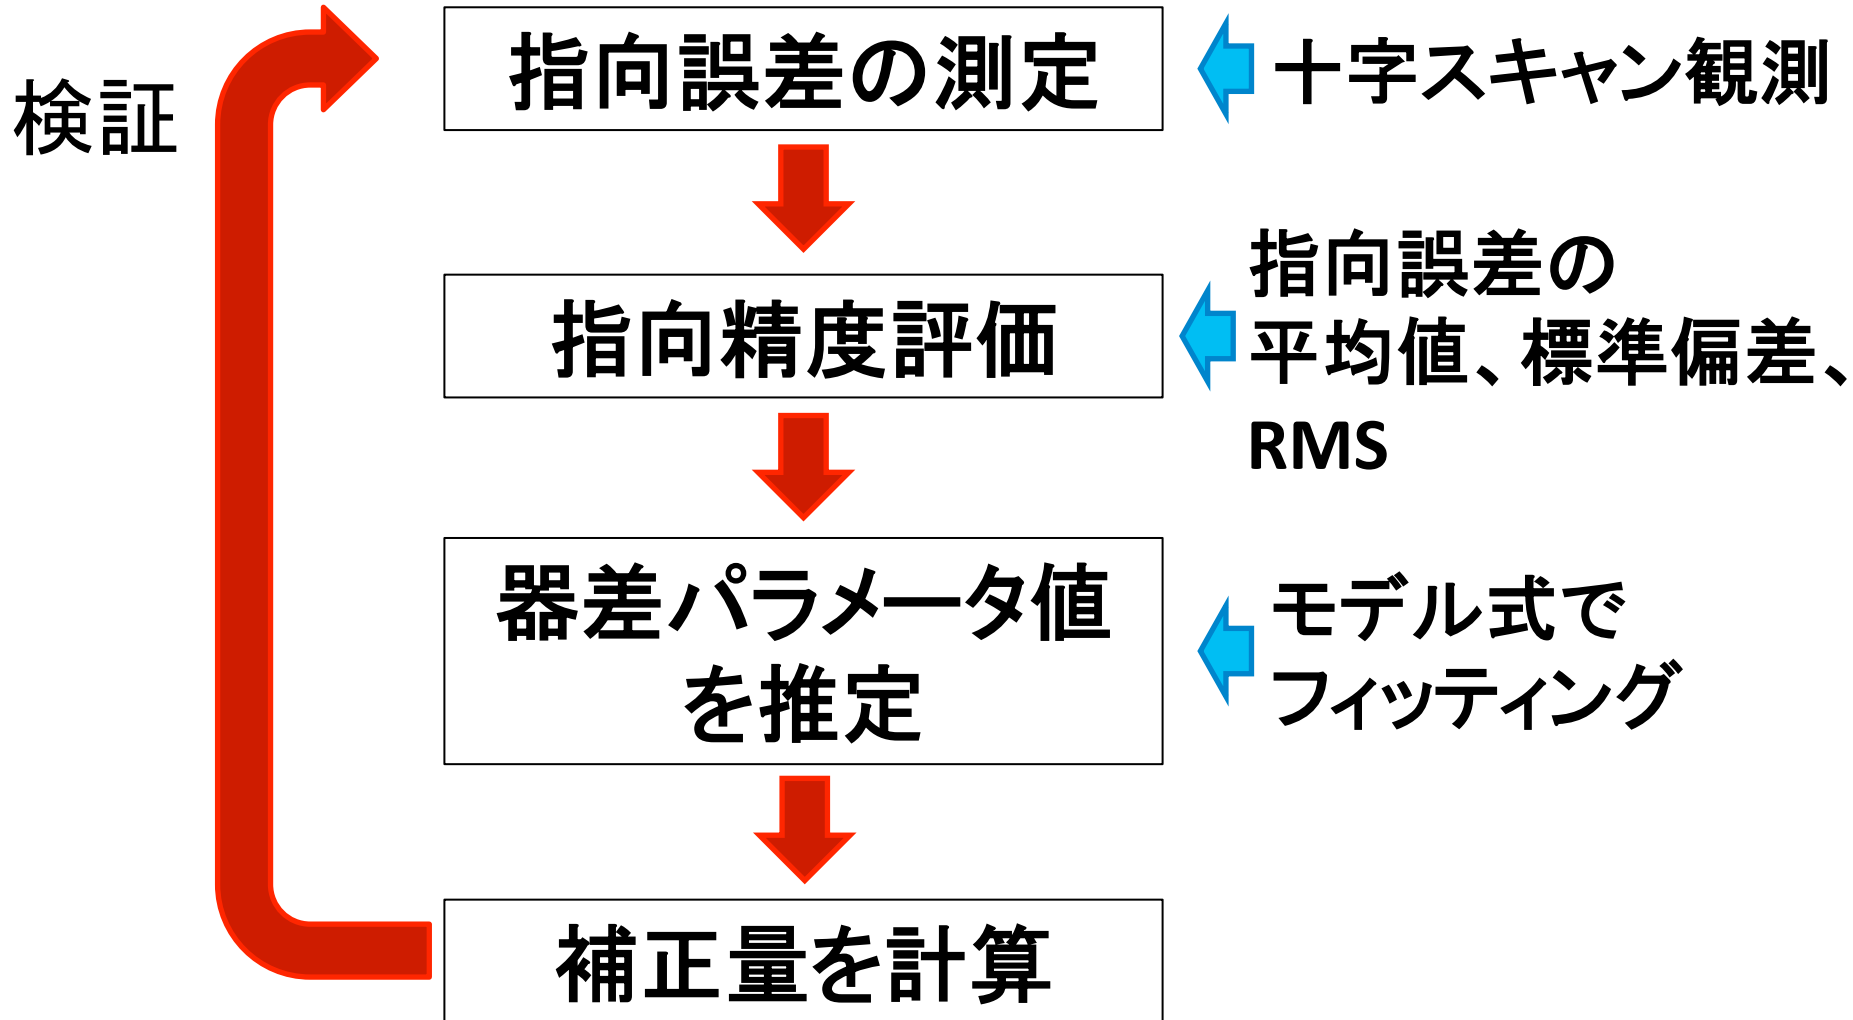 検証
指向誤差の測定
十字スキャン観測
指向精度評価
指向誤差の
平均値、標準偏差、
RMS
器差パラメータ値
を推定
モデル式で
フィッティング
補正量を計算